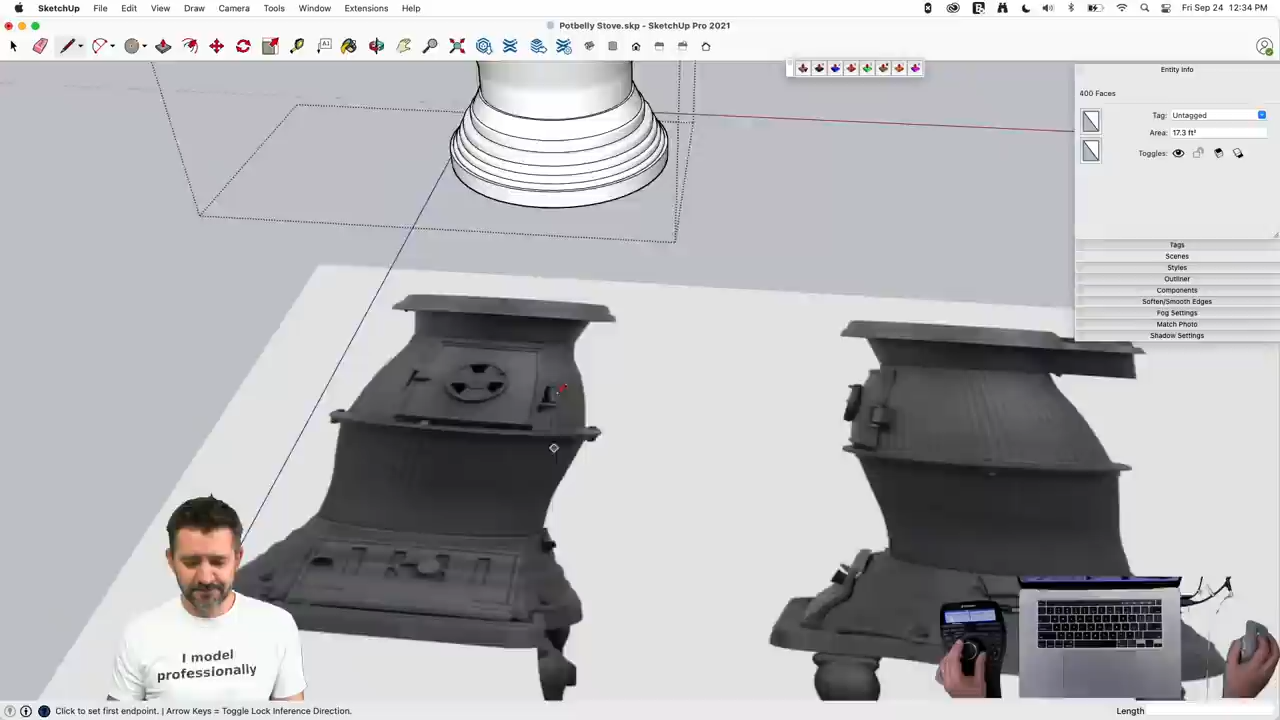 SketchUp File Edit View Draw Camera Tools Window Extensions Help Fri Sep 24 12:34 PM
Potbelly Stove.skp - SketchUp Pro 2021
Entity Info
400 Faces
Tag: Untagged
Area: 17.3 ft²
Toggles:
Tags
Scenes
Styles
Outliner
Components
Soften/Smooth Edges
Fog Settings
Match Photo
Shadow Settings
I model
professionally
Click to set first endpoint. | Arrow Keys = Toggle Lock Inference Direction. Length